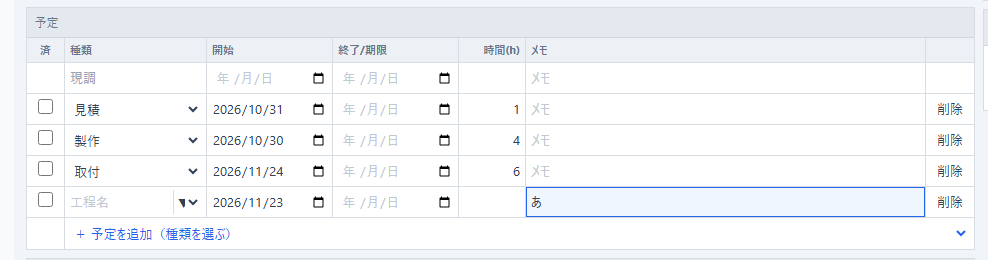 予定
済 種類 開始 終了/期限 時間(h) メモ
現調 年 /月/日 年 /月/日 メモ
見積 2026/10/31 年 /月/日 1 メモ 削除
製作 2026/10/30 年 /月/日 4 メモ 削除
取付 2026/11/24 年 /月/日 6 メモ 削除
工程名 2026/11/23 年 /月/日 あ 削除
+ 予定を追加（種類を選ぶ）